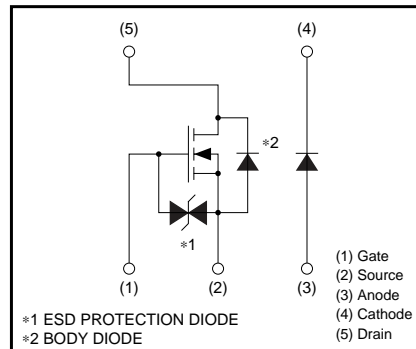 (5) (4)
∗2
∗1
(1) (2) (3)
(1) Gate
(2) Source
(3) Anode
(4) Cathode
(5) Drain
∗1 ESD PROTECTION DIODE
∗2 BODY DIODE